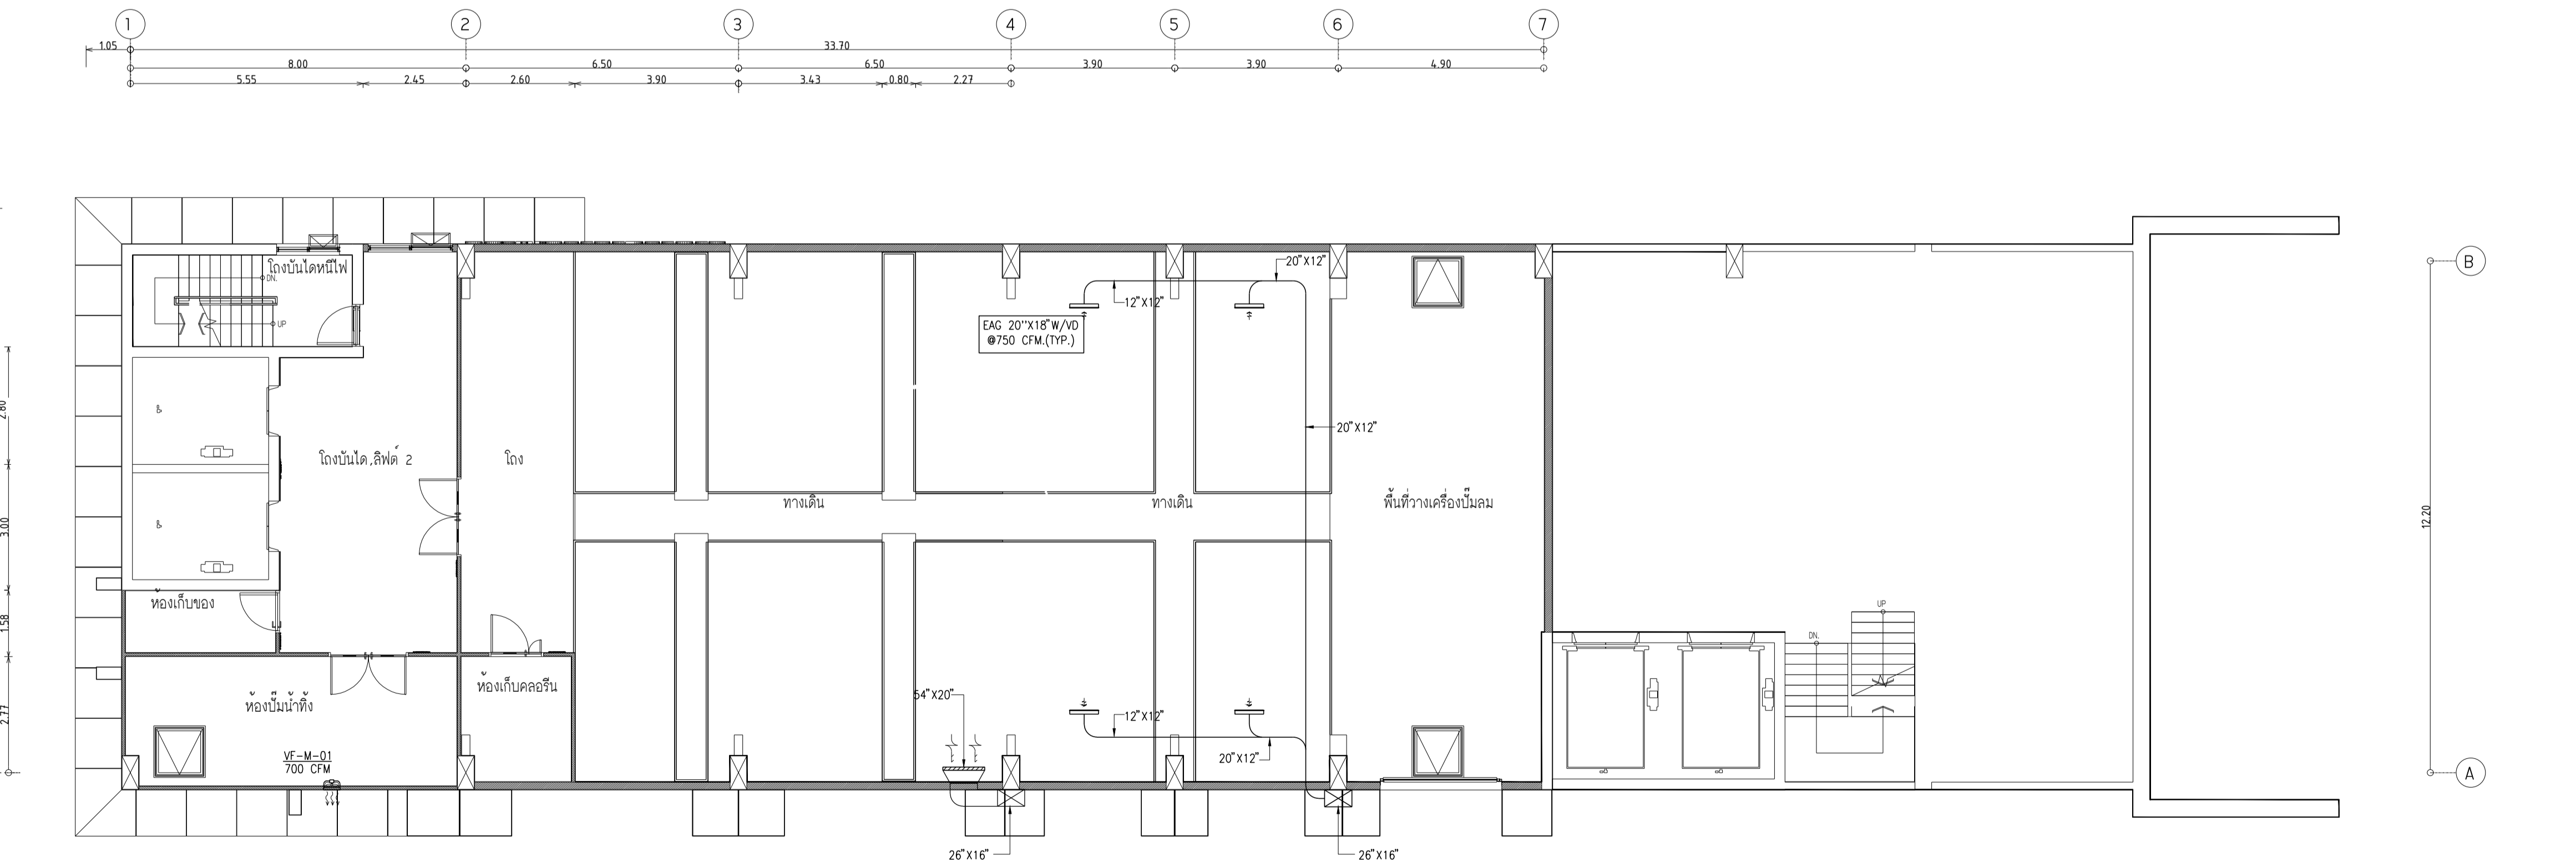 1 2 3 4 5 6 7
1.05 33.70
8.00 6.50 6.50 3.90 3.90 4.90
5.55 2.45 2.60 3.90 3.43 0.80 2.27
โถงบันไดหนีไฟ
DN.
UP
20"X12"
B
12"X12"
EAG 20''X18"W/VD
@750 CFM.(TYP.)
2.80
20"X12"
โถงบันได,ลิฟต์ 2
โถง
ทางเดิน
ทางเดิน
พื้นที่วางเครื่องปั๊มลม
3.00
12.20
ห้องเก็บของ
1.58
UP
DN.
ห้องเก็บคลอรีน
54"X20"
ห้องปั๊มน้ำทิ้ง
2.77
12"X12"
VF-M-01
700 CFM
20"X12"
A
26"X16"
26"X16"